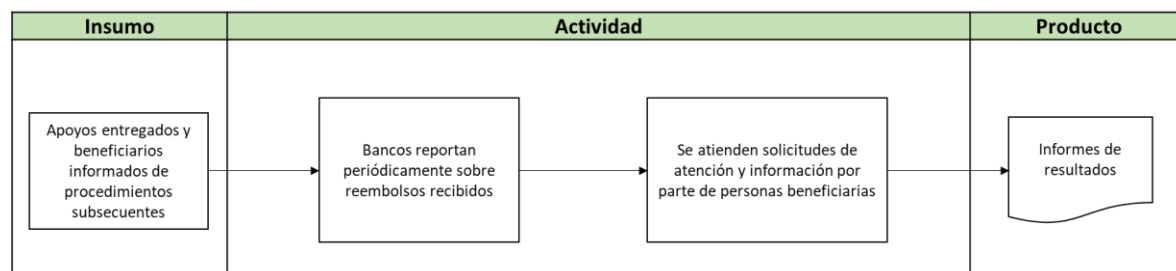 Insumo
Actividad
Producto
Apoyos entregados y
beneficiarios
informados de
procedimientos
subsecuentes
Bancos reportan
periódicamente sobre
reembolsos recibidos
Se atienden solicitudes de
atención y información por
parte de personas beneficiarias
Informes de
resultados